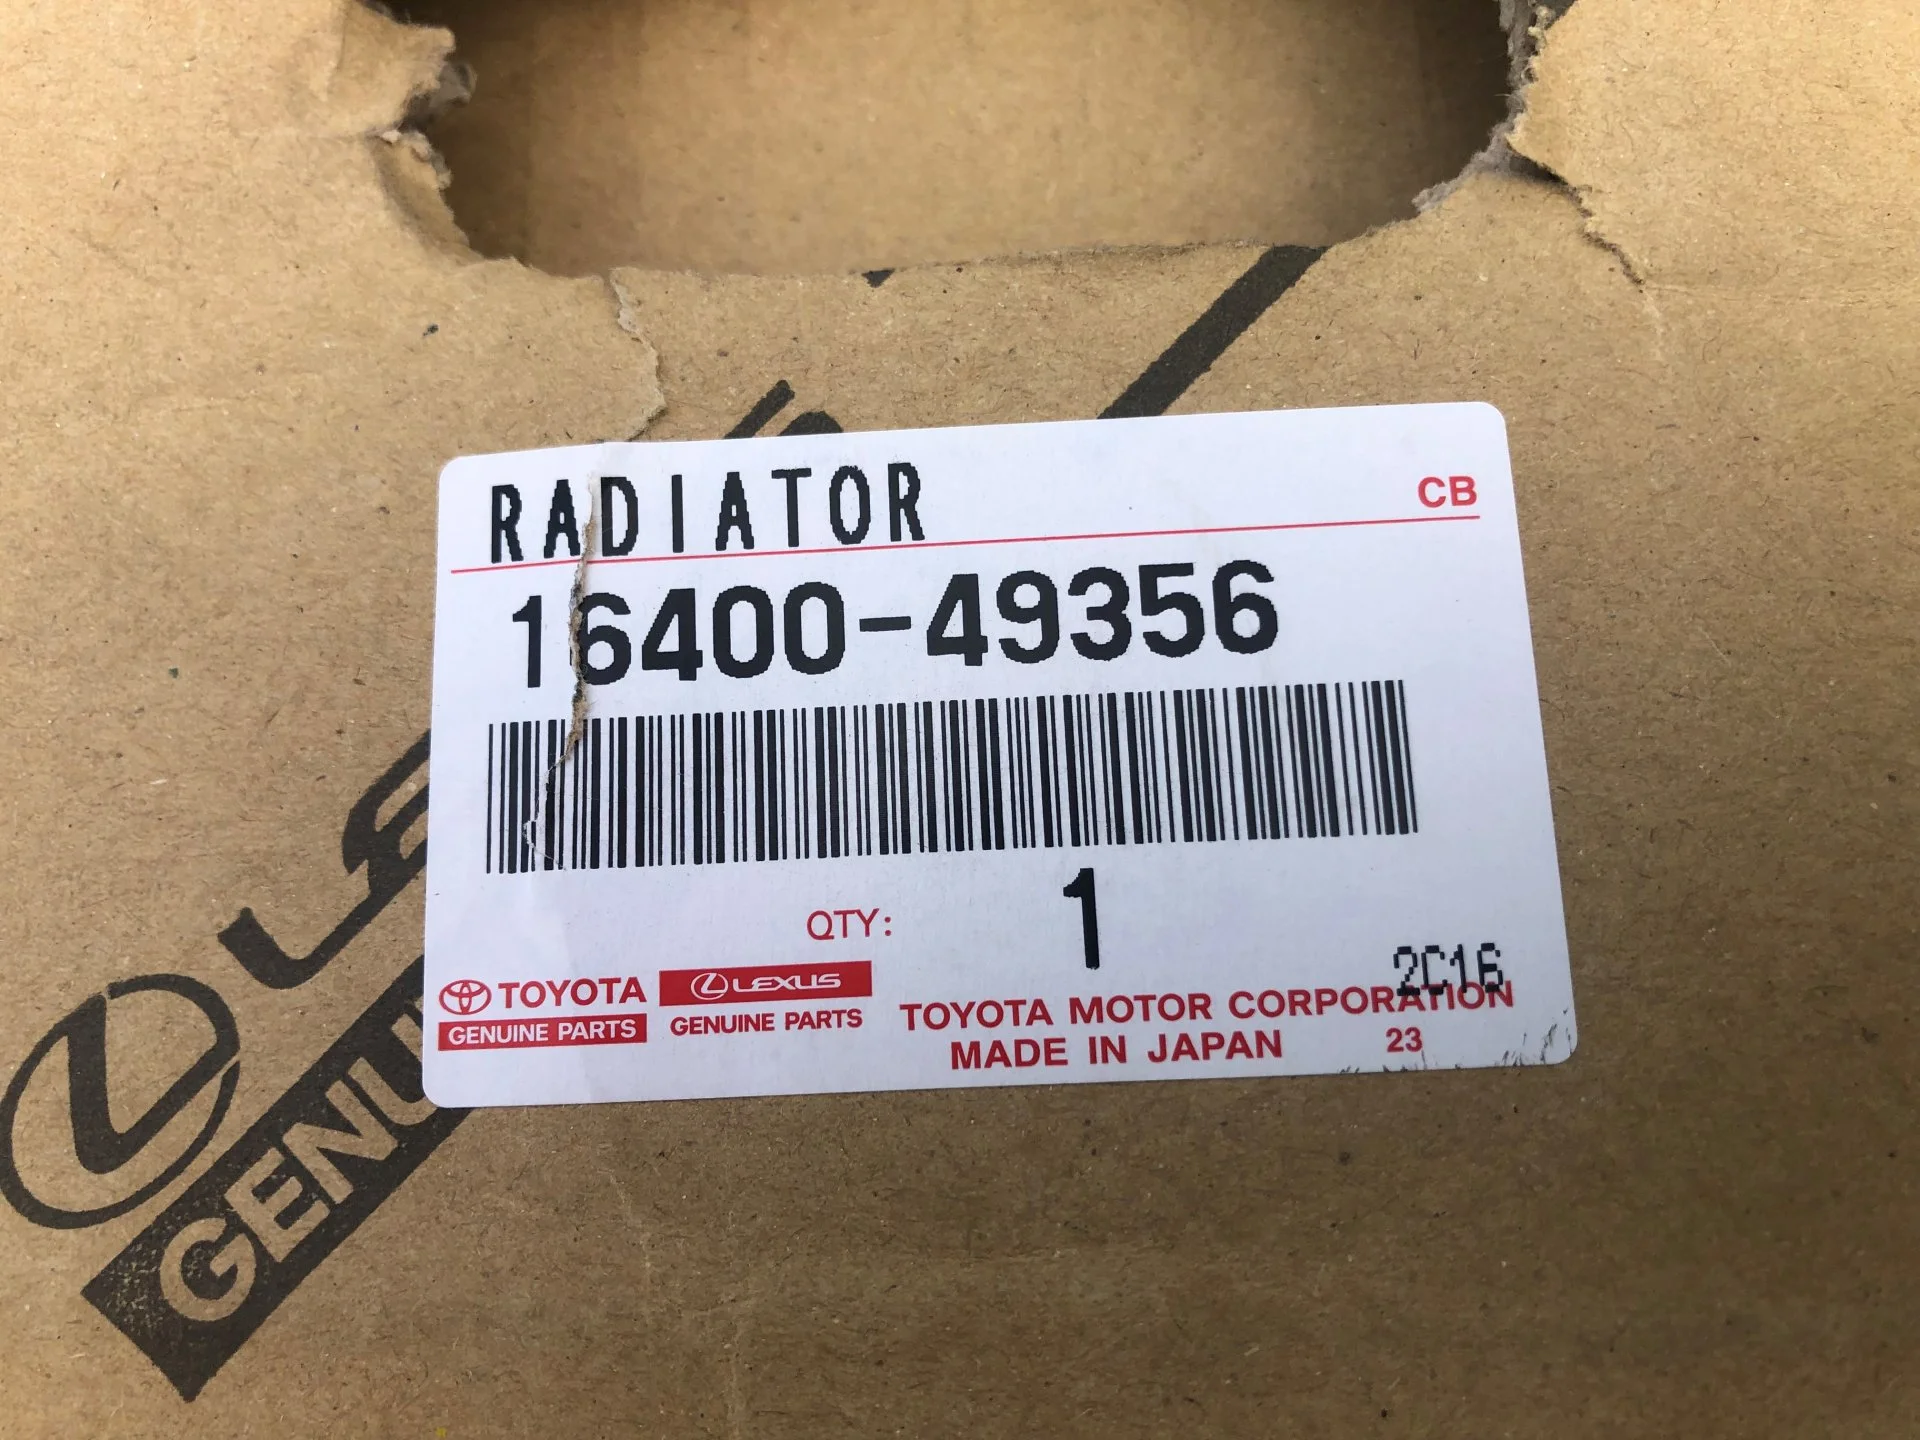 RADIATOR
CB
16400-49356
QTY: 1
2C16
TOYOTA
GENUINE PARTS
LEXUS
GENUINE PARTS
TOYOTA MOTOR CORPORATION
MADE IN JAPAN 23